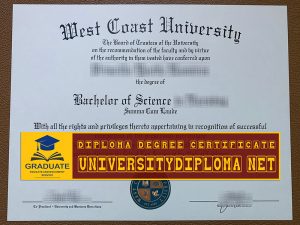 West Coast University
The Board of Trustees of the University
on the recommendation of the faculty and by virtue
of the authority in them vested have conferred upon
the degree of
Bachelor of Science
Summa Cum Laude
With all the rights and privileges thereto appertaining in recognition of successful
GRADUATE
DIPLOMA DEGREE CERTIFICATE
UNIVERSITYDIPLOMA NET